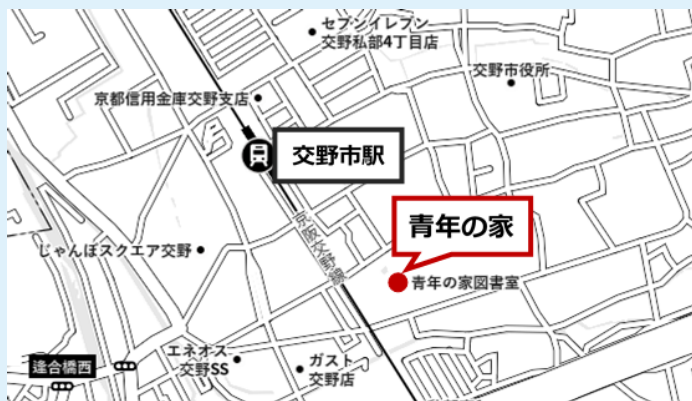 セブンイレブン
交野私部4丁目店
交野市役所
京都信用金庫交野支店
交野市駅
青年の家
京阪交野線
じゃんぼスクエア交野
青年の家図書室
エネオス
交野SS
ガスト
交野店
逢合橋西